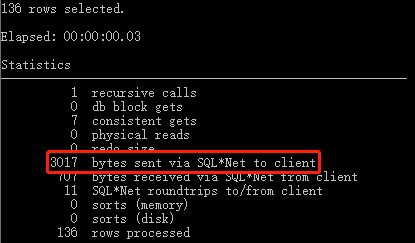 136 rows selected.
Elapsed: 00:00:00.03
Statistics
1 recursive calls
0 db block gets
7 consistent gets
0 physical reads
0 redo size
3017 bytes sent via SQL*Net to client
707 bytes received via SQL*Net from client
11 SQL*Net roundtrips to/from client
0 sorts (memory)
0 sorts (disk)
136 rows processed